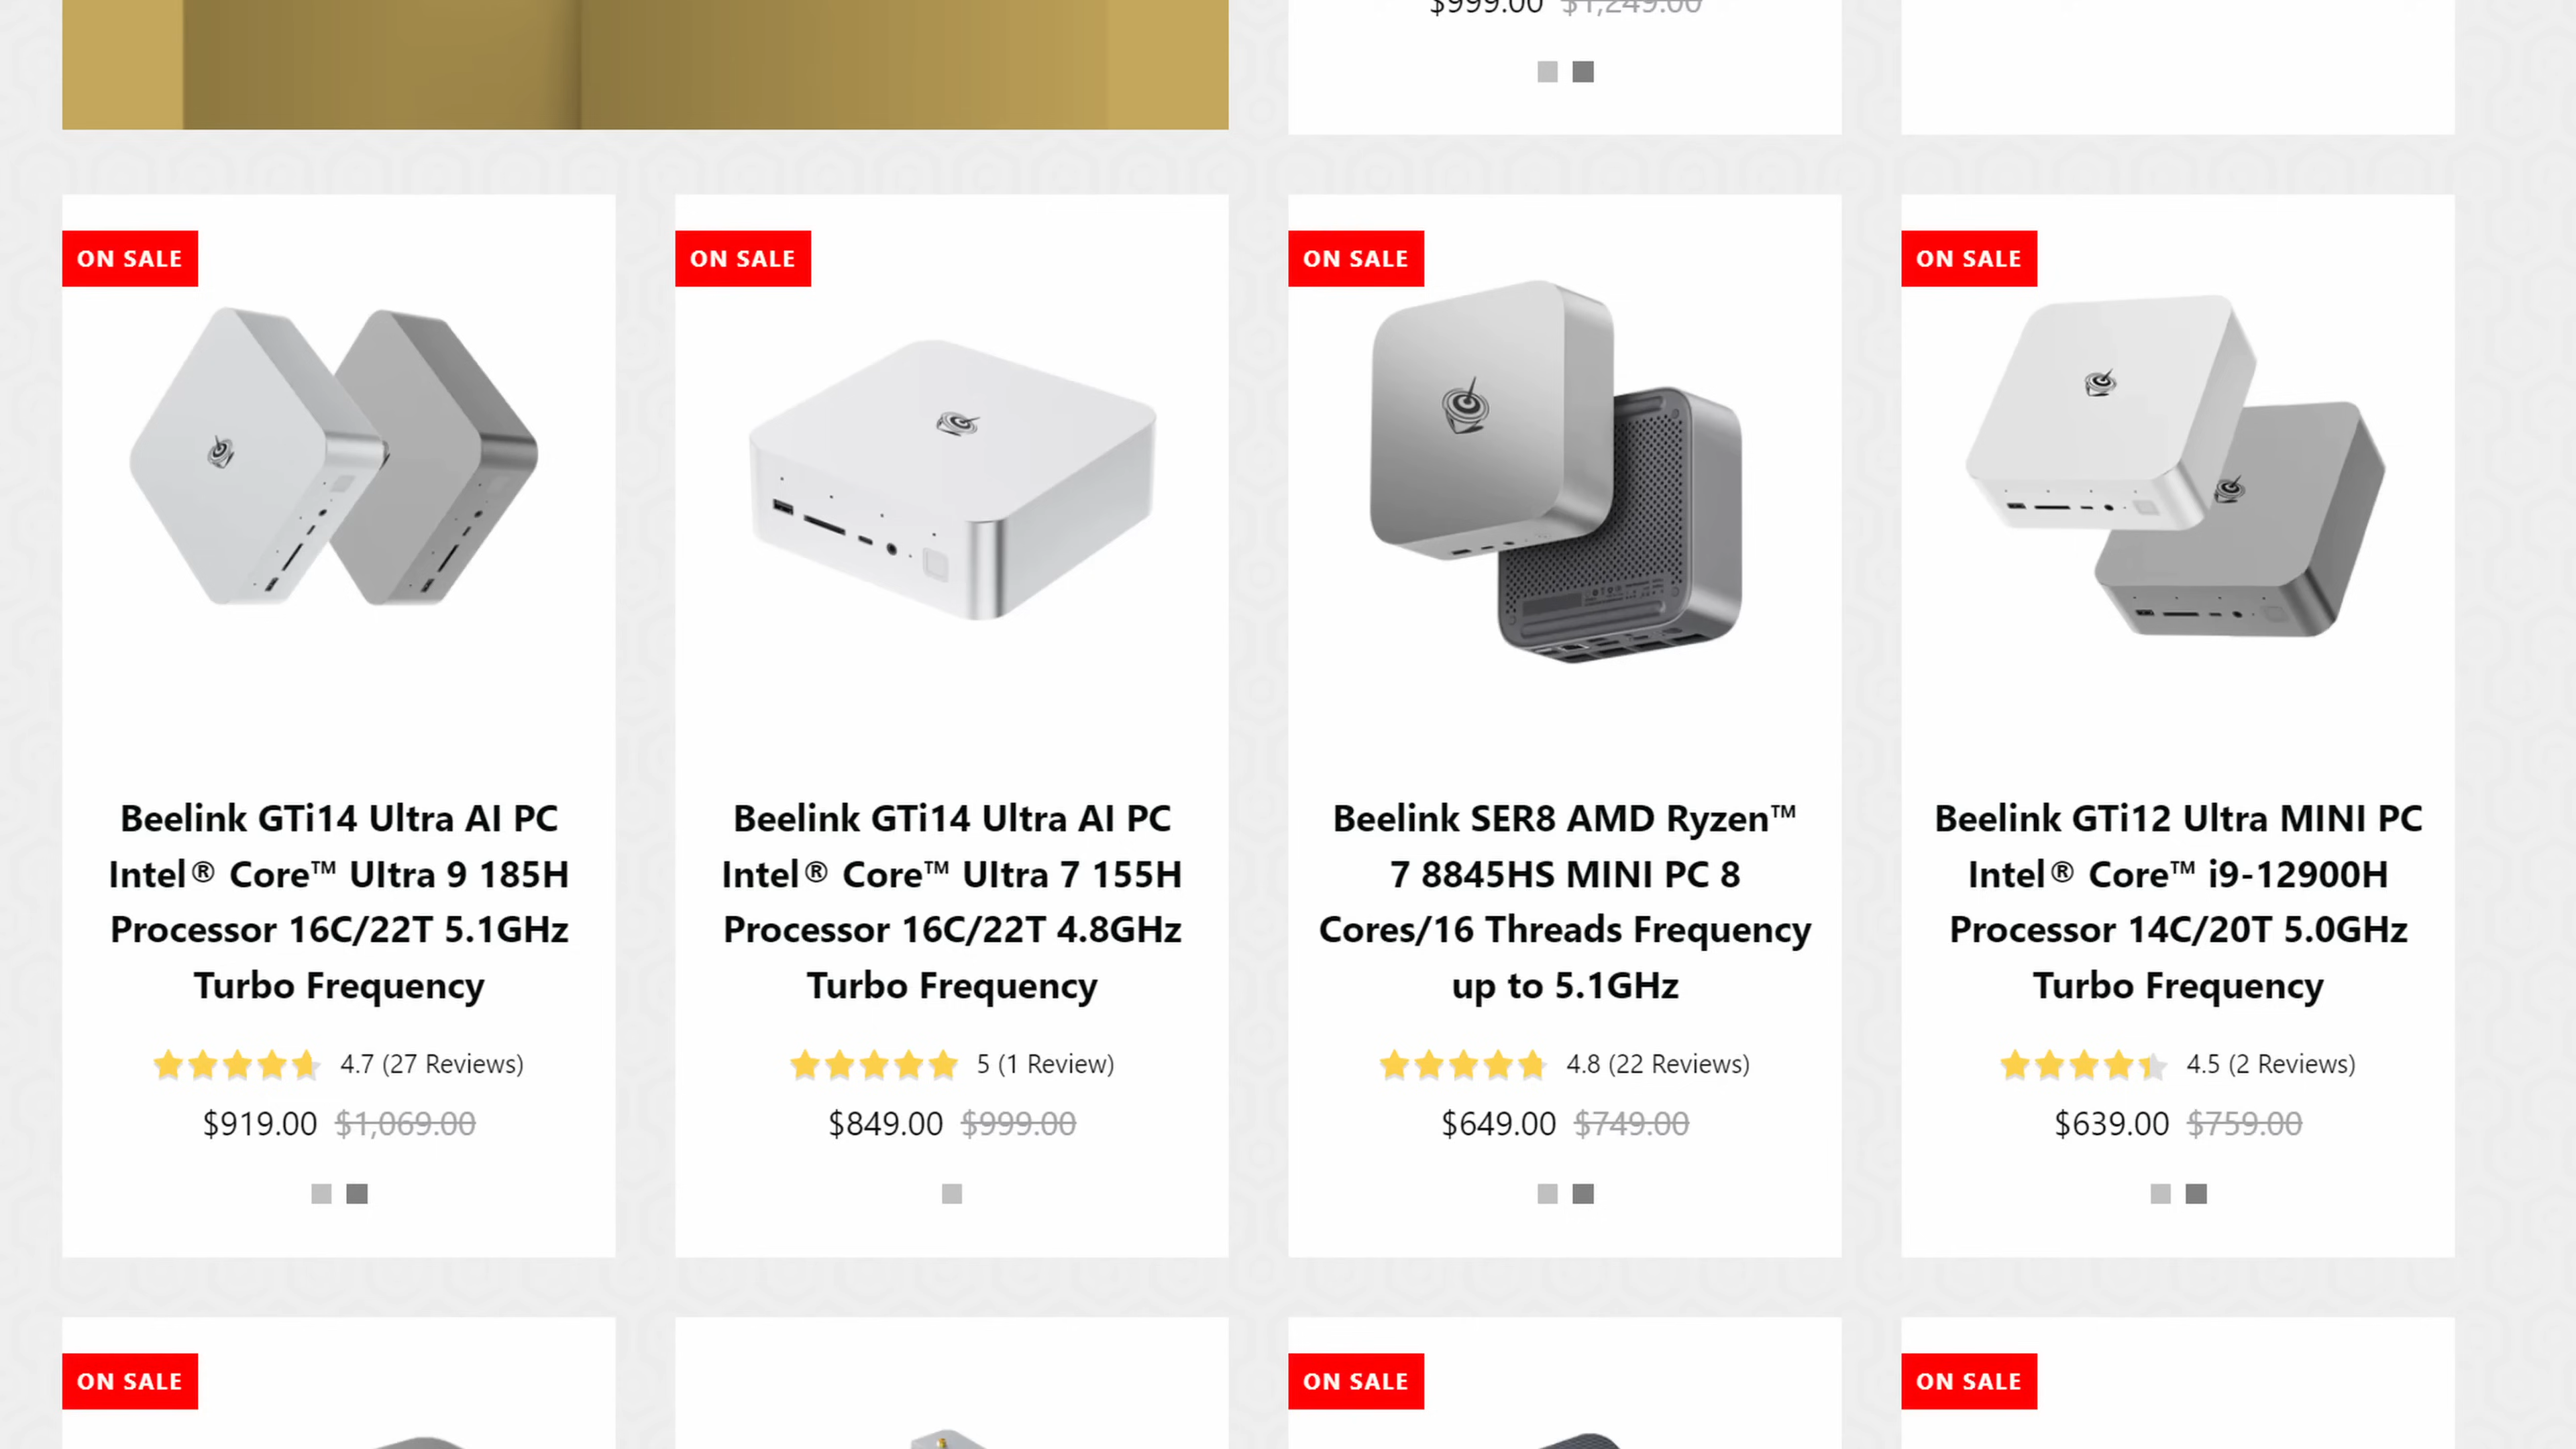 $999.00 $1,249.00
ON SALE
Beelink GTi14 Ultra AI PC
Intel® Core™ Ultra 9 185H
Processor 16C/22T 5.1GHz
Turbo Frequency
4.7 (27 Reviews)
$919.00 $1,069.00
ON SALE
Beelink GTi14 Ultra AI PC
Intel® Core™ Ultra 7 155H
Processor 16C/22T 4.8GHz
Turbo Frequency
5 (1 Review)
$849.00 $999.00
ON SALE
Beelink SER8 AMD Ryzen™
7 8845HS MINI PC 8
Cores/16 Threads Frequency
up to 5.1GHz
4.8 (22 Reviews)
$649.00 $749.00
ON SALE
Beelink GTi12 Ultra MINI PC
Intel® Core™ i9-12900H
Processor 14C/20T 5.0GHz
Turbo Frequency
4.5 (2 Reviews)
$639.00 $759.00
ON SALE
ON SALE
ON SALE